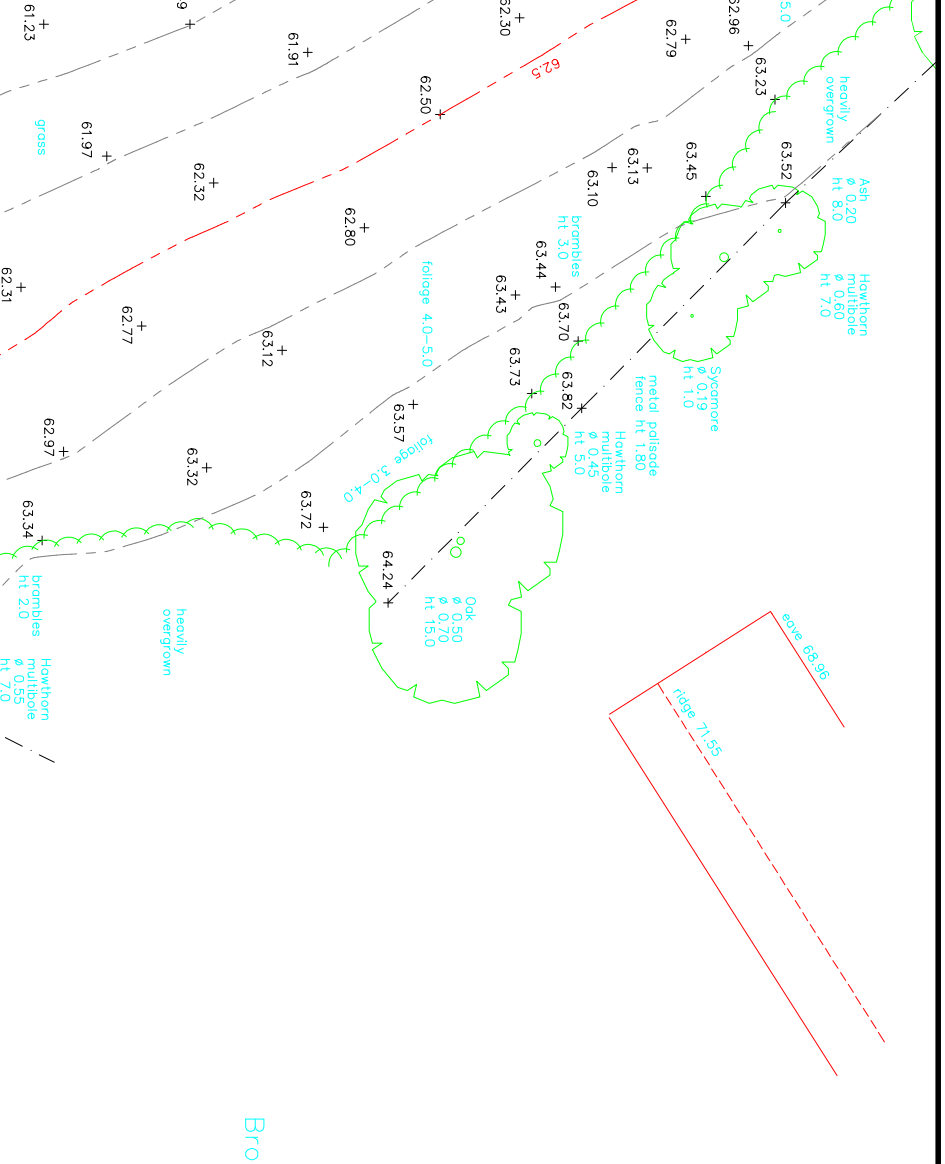 61.23
61.91
62.30
62.5
62.79
62.96
63.23
5.0
heavily
overgrown
62.50
grass
61.97
62.32
62.80
63.10
63.13
63.45
63.52
Ash
ø 0.20
ht 8.0
Hawthorn
multibole
ø 0.60
ht 7.0
brambles
ht 3.0
63.44
63.43
foliage 4.0-5.0
62.31
62.77
63.12
63.70
63.73
63.82
Sycamore
ø 0.19
ht 1.0
metal palisade
fence ht 1.80
Hawthorn
multibole
ø 0.45
ht 5.0
63.57
foliage 3.0-4.0
62.97
63.32
63.72
63.34
64.24
Oak
ø 0.50
ø 0.70
ht 15.0
brambles
ht 2.0
heavily
overgrown
Hawthorn
multibole
ø 0.55
ht 7.0
eave 68.96
ridge 71.55
Bro